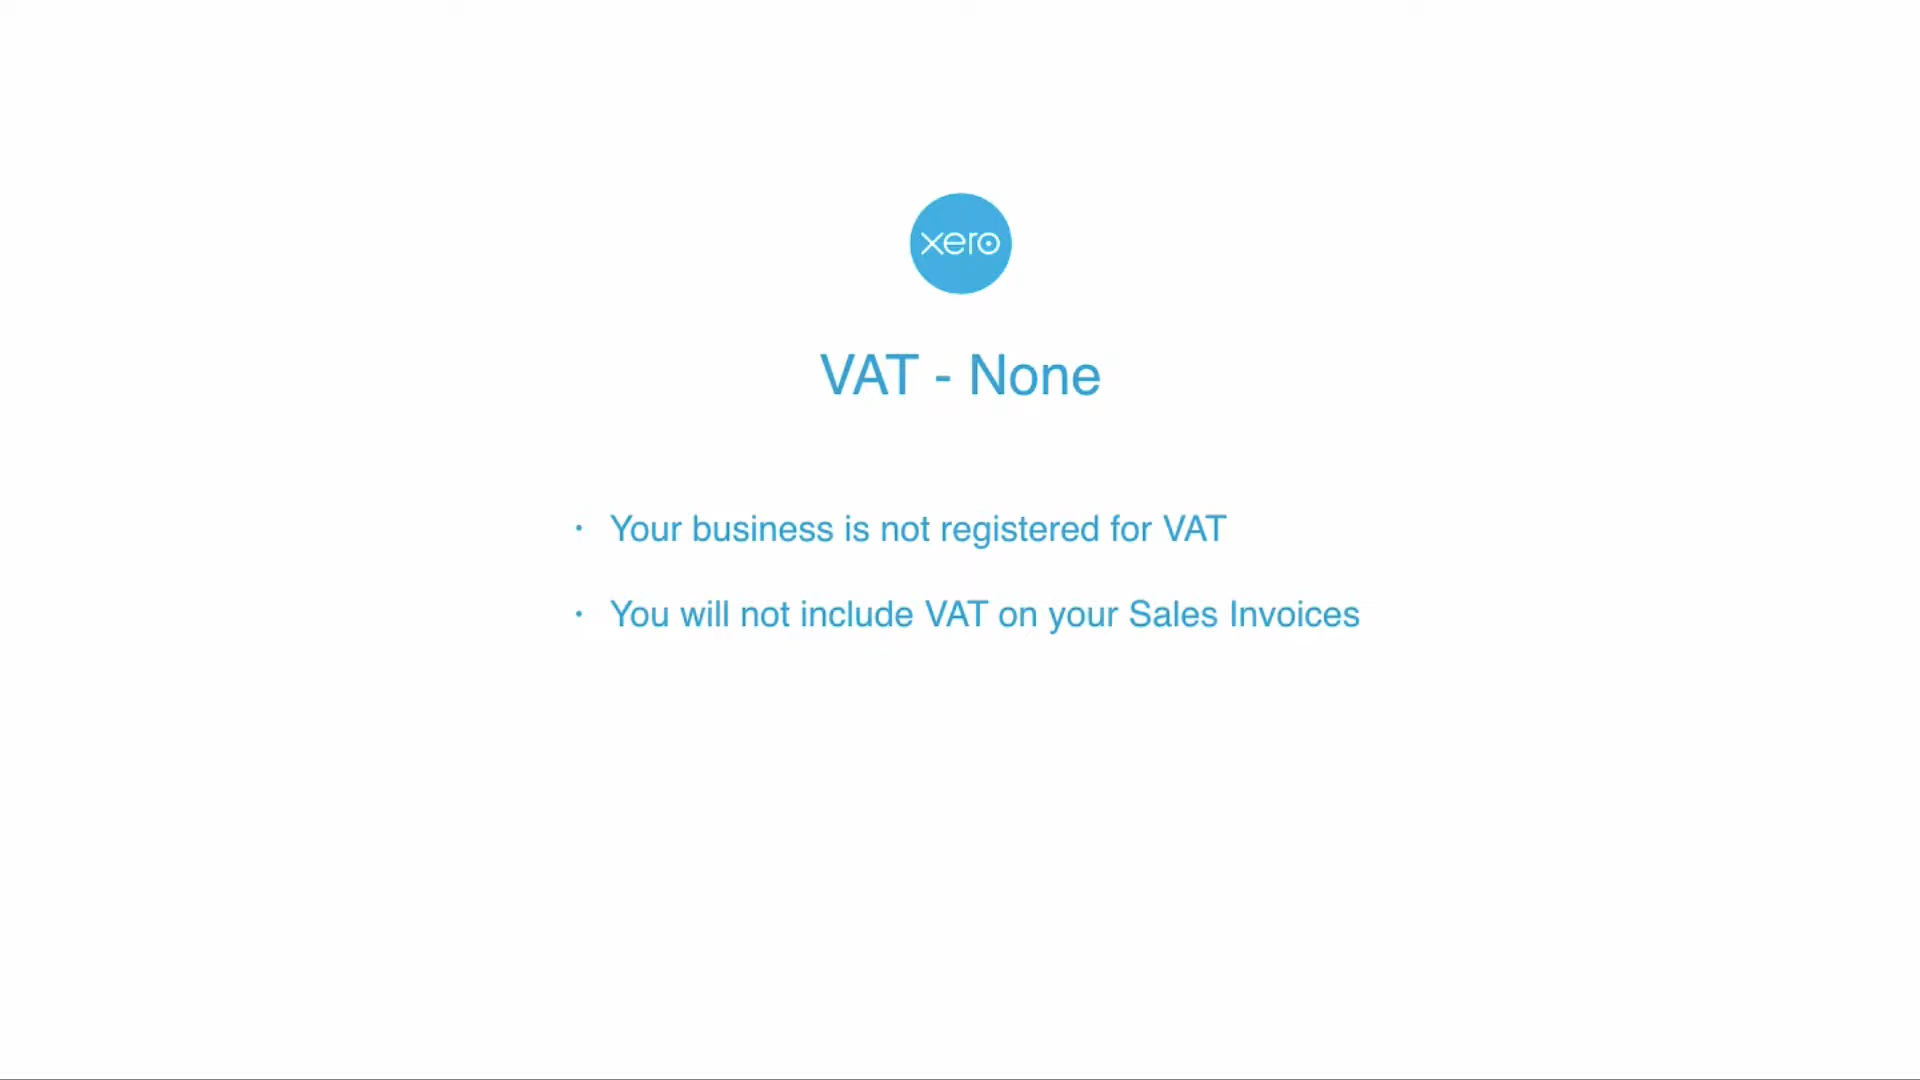 xero
VAT - None
· Your business is not registered for VAT
· You will not include VAT on your Sales Invoices